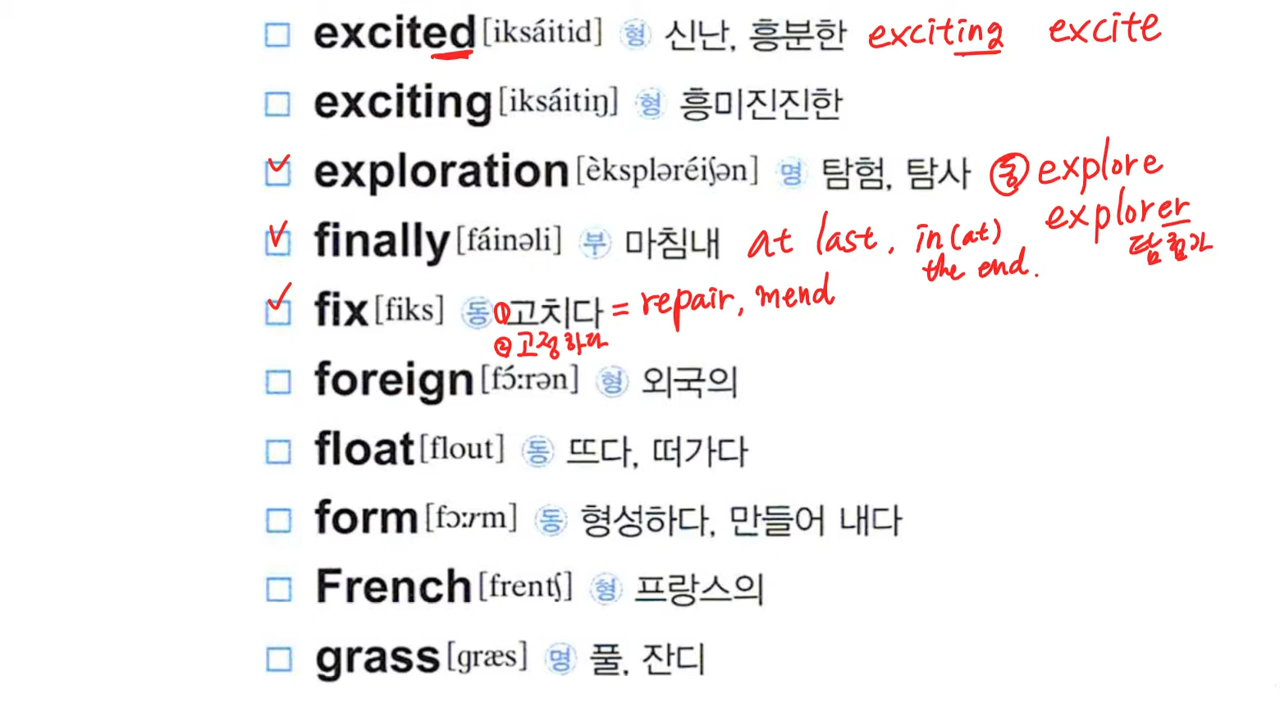 excited [iksáitid] 형 신난, 흥분한 exciting excite
exciting [iksáitiŋ] 형 흥미진진한
exploration [èkspləréiʃən] 명 탐험, 탐사 동 explore
explorer
탐험가
finally [fáinəli] 부 마침내 at last, in(at)
the end.
fix [fiks] 동 ①고치다 = repair, mend
②고정하다
foreign [fɔ́:rən] 형 외국의
float [flout] 동 뜨다, 떠가다
form [fɔ:rm] 동 형성하다, 만들어 내다
French [frentʃ] 형 프랑스의
grass [græs] 명 풀, 잔디